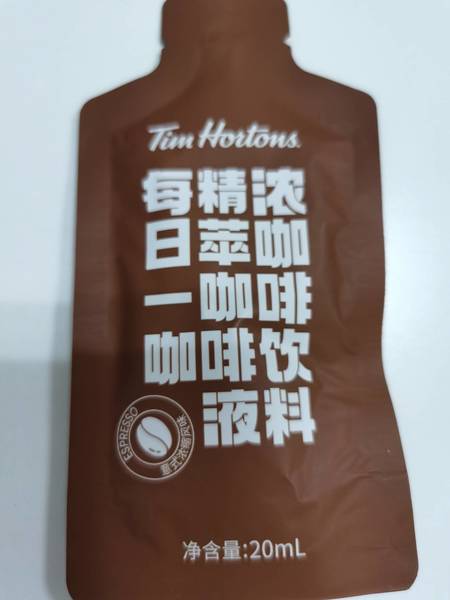 Tim Hortons.
每日一咖
精萃咖啡液
浓咖啡饮料
ESPRESSO
意式浓缩风味
净含量:20mL